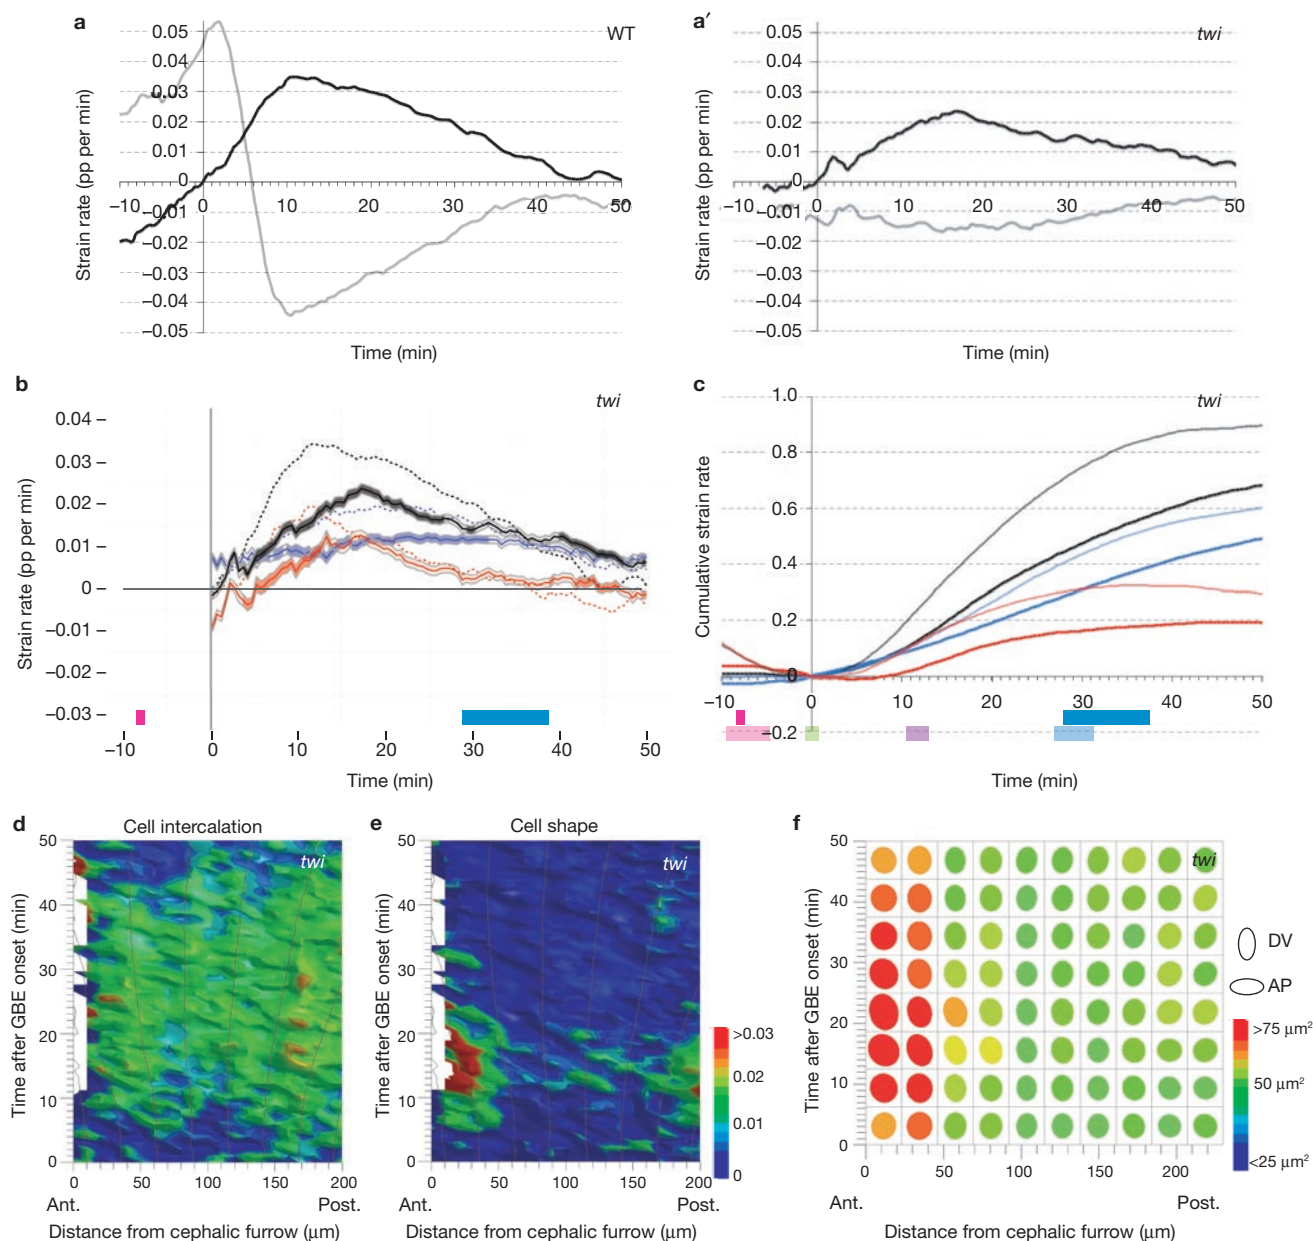 a
WT
Strain rate (pp per min)
0.05
0.04
0.03
0.02
0.01
0
−0.01
−0.02
−0.03
−0.04
−0.05
−10
10
20
30
40
50
Time (min)
a′
twi
Strain rate (pp per min)
0.05
0.04
0.03
0.02
0.01
0
−0.01
−0.02
−0.03
−0.04
−0.05
−10
0
10
20
30
40
50
Time (min)
b
twi
Strain rate (pp per min)
0.04
0.03
0.02
0.01
0
−0.01
−0.02
−0.03
−10
0
10
20
30
40
50
Time (min)
c
twi
Cumulative strain rate
1.0
0.8
0.6
0.4
0.2
0
−0.2
−10
10
20
30
40
50
Time (min)
d
Cell intercalation
twi
Time after GBE onset (min)
50
40
30
20
10
0
0
50
100
150
200
Ant.
Post.
Distance from cephalic furrow (µm)
e
Cell shape
twi
Time after GBE onset (min)
50
40
30
20
10
0
0
50
100
150
200
Ant.
Post.
Distance from cephalic furrow (µm)
>0.03
0.02
0.01
0
f
twi
Time after GBE onset (min)
50
40
30
20
10
0
0
50
100
150
200
Ant.
Post.
Distance from cephalic furrow (µm)
DV
AP
>75 µm²
50 µm²
<25 µm²